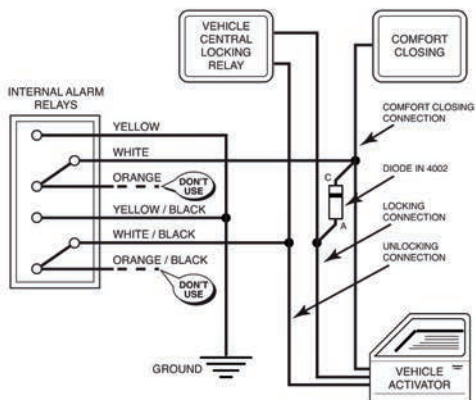 VEHICLE
CENTRAL
LOCKING
RELAY
COMFORT
CLOSING
INTERNAL ALARM
RELAYS
YELLOW
WHITE
ORANGE
DON'T
USE
YELLOW / BLACK
WHITE / BLACK
ORANGE / BLACK
DON'T
USE
GROUND
COMFORT CLOSING
CONNECTION
C
DIODE IN 4002
A
LOCKING
CONNECTION
UNLOCKING
CONNECTION
VEHICLE
ACTIVATOR